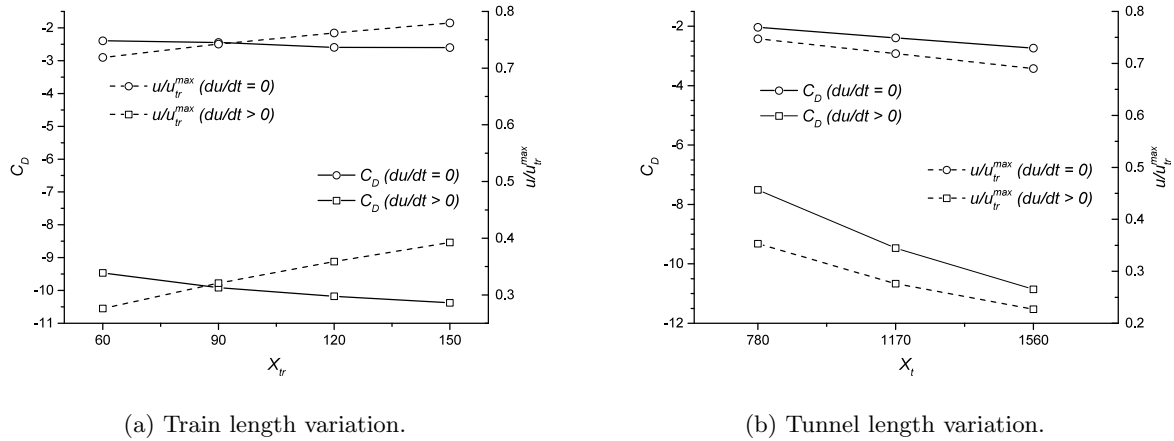 -2
-3
-4
-5
-6
-7
-8
-9
-10
-11
C_D
0.8
0.7
0.6
0.5
0.4
0.3
u/u_tr^max
u/u_tr^max (du/dt = 0)
u/u_tr^max (du/dt > 0)
C_D (du/dt = 0)
C_D (du/dt > 0)
60 90 120 150
X_tr
(a) Train length variation.
-2
-4
-6
-8
-10
-12
C_D
0.8
0.7
0.6
0.5
0.4
0.3
0.2
u/u_tr^max
C_D (du/dt = 0)
C_D (du/dt > 0)
u/u_tr^max (du/dt = 0)
u/u_tr^max (du/dt > 0)
780 1170 1560
X_t
(b) Tunnel length variation.